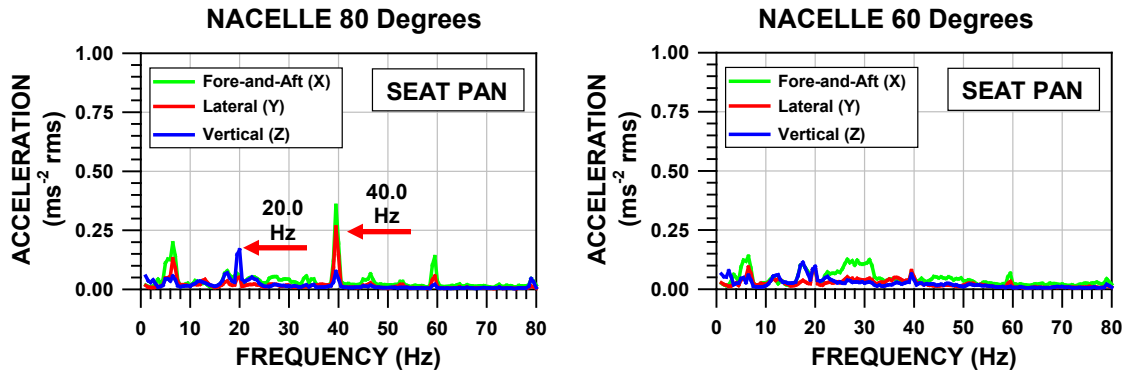 NACELLE 80 Degrees
ACCELERATION
(ms⁻² rms)
1.00
0.75
0.50
0.25
0.00
Fore-and-Aft (X)
Lateral (Y)
Vertical (Z)
SEAT PAN
20.0
Hz
40.0
Hz
0 10 20 30 40 50 60 70 80
FREQUENCY (Hz)
NACELLE 60 Degrees
ACCELERATION
(ms⁻² rms)
1.00
0.75
0.50
0.25
0.00
Fore-and-Aft (X)
Lateral (Y)
Vertical (Z)
SEAT PAN
0 10 20 30 40 50 60 70 80
FREQUENCY (Hz)